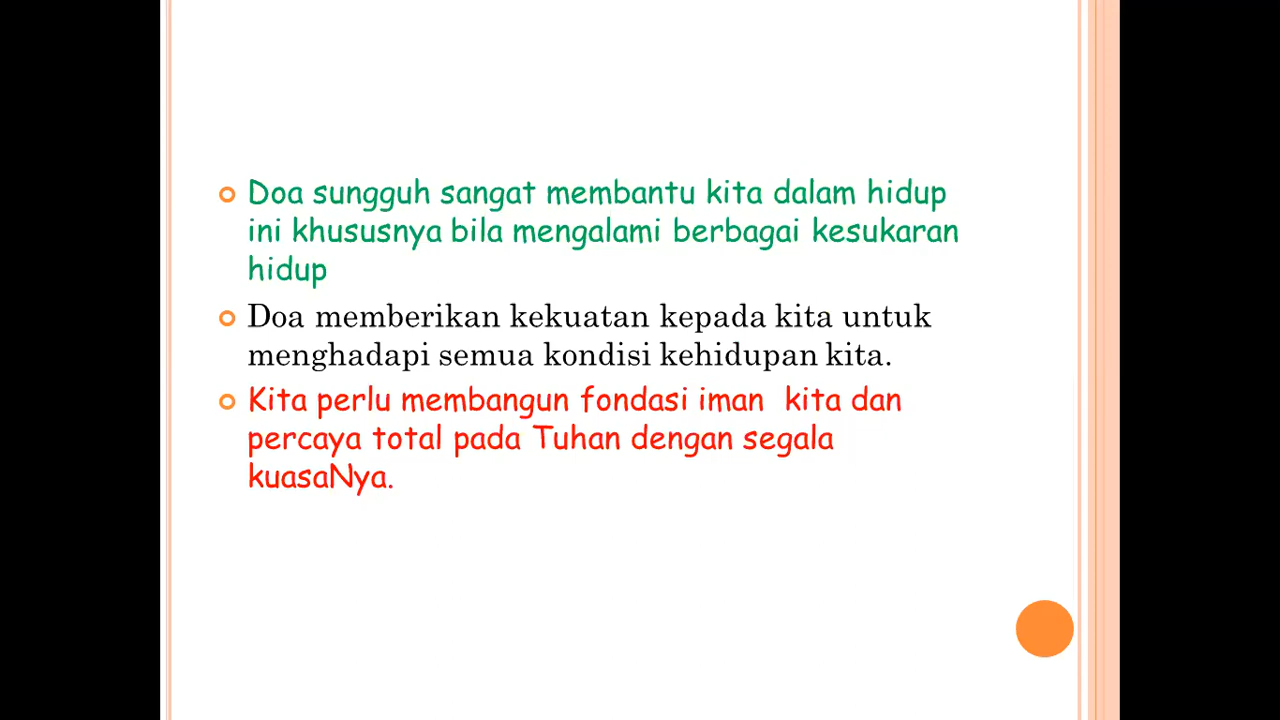 Doa sungguh sangat membantu kita dalam hidup
ini khususnya bila mengalami berbagai kesukaran
hidup
Doa memberikan kekuatan kepada kita untuk
menghadapi semua kondisi kehidupan kita.
Kita perlu membangun fondasi iman  kita dan
percaya total pada Tuhan dengan segala
kuasaNya.